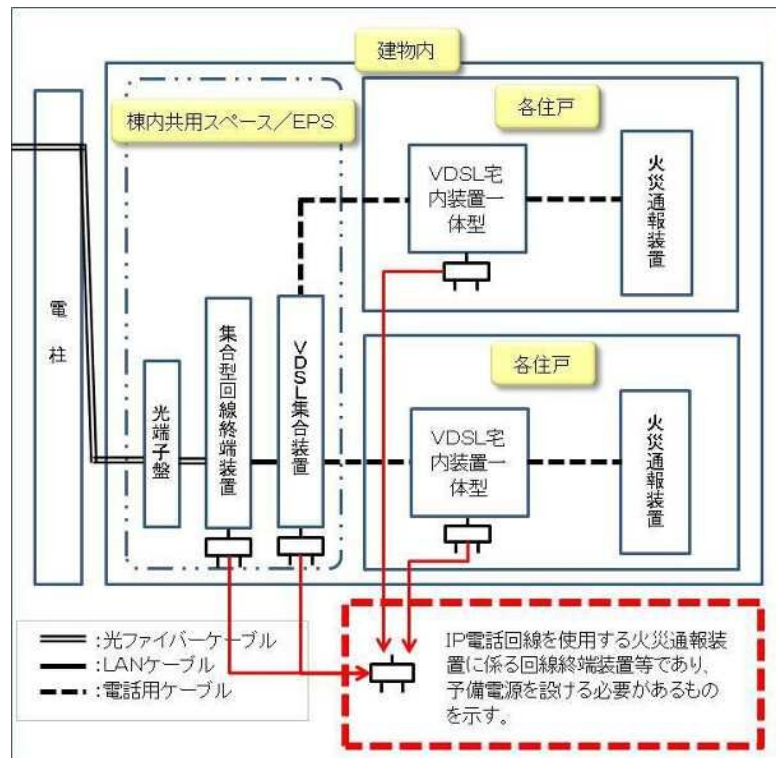 建物内
棟内共用スペース／EPS
各住戸
VDSL宅
内装置一
体型
火災通報装置
電柱
光端子盤
集合型回線終端装置
VDSL集合装置
各住戸
VDSL宅
内装置一
体型
火災通報装置
:光ファイバーケーブル
:LANケーブル
:電話用ケーブル
IP電話回線を使用する火災通報装
置に係る回線終端装置等であり、
予備電源を設ける必要があるもの
を示す。